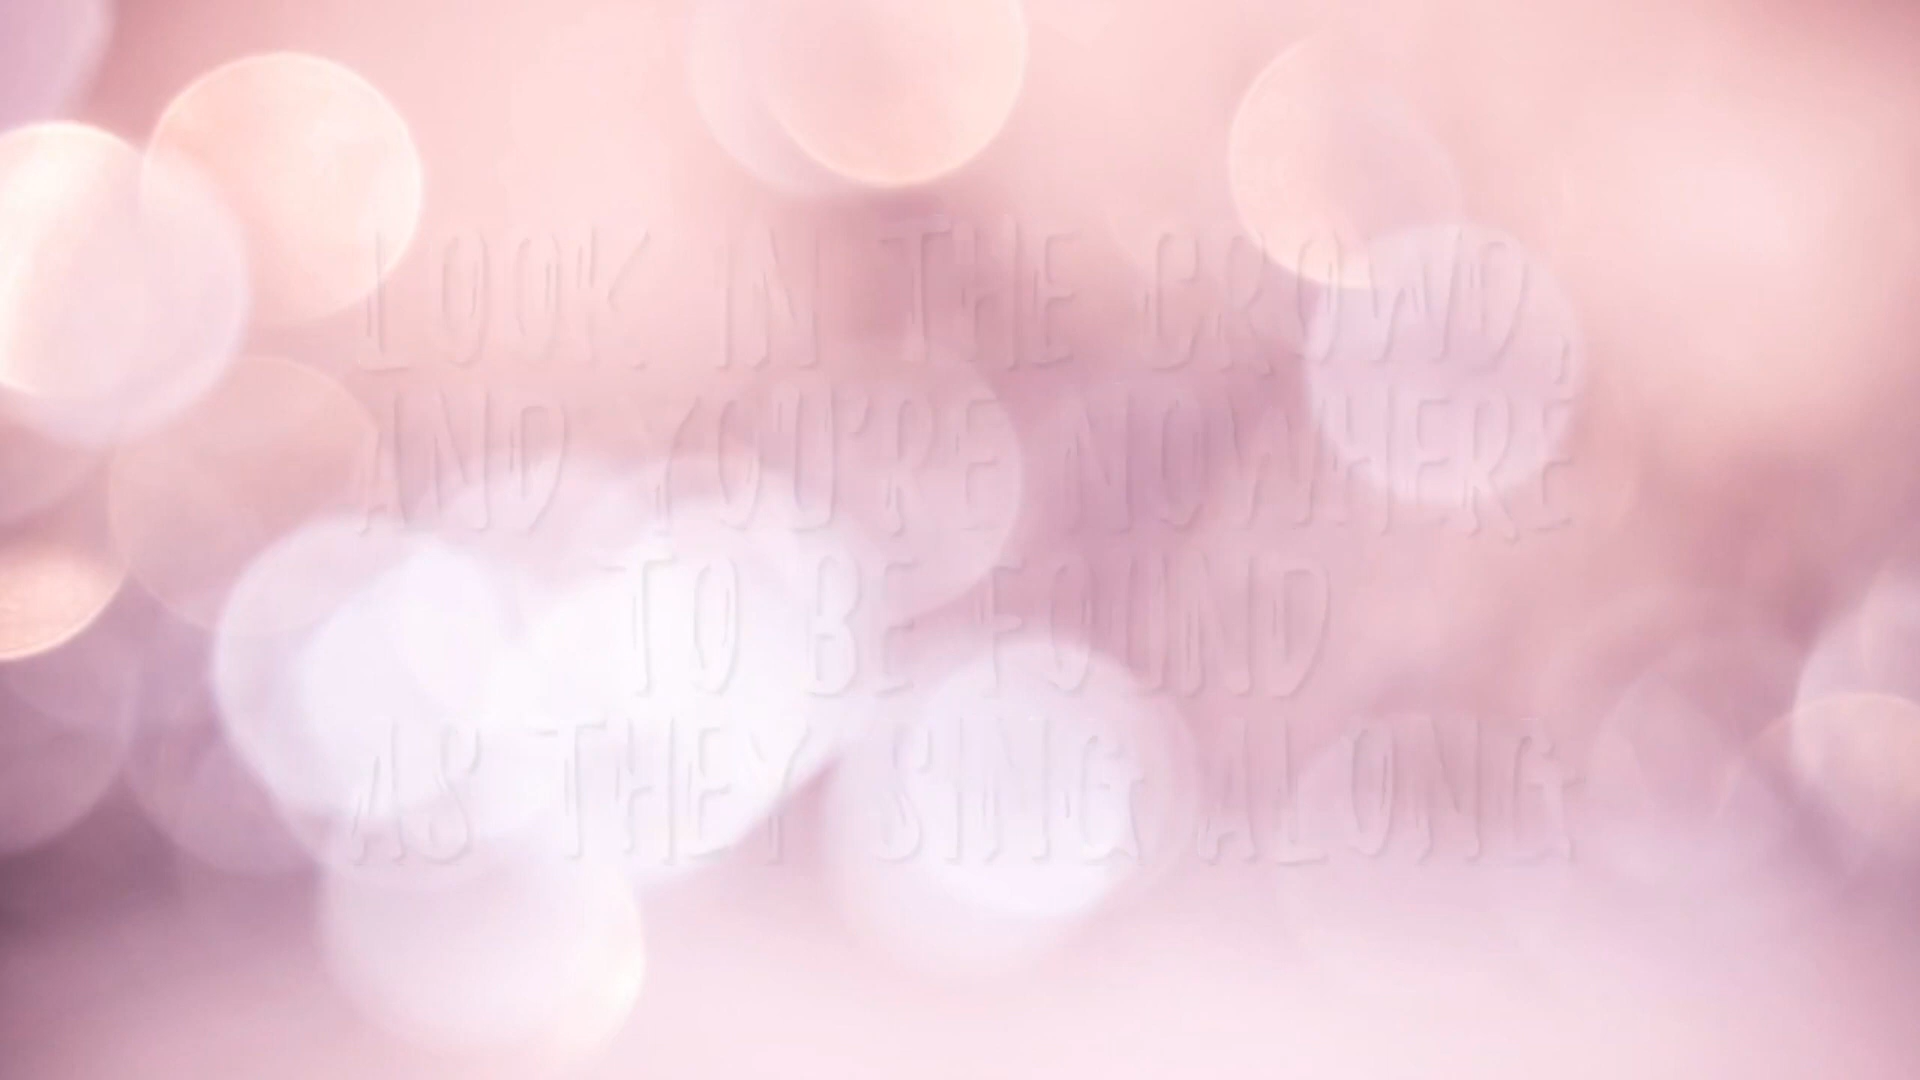 LOOK IN THE CROWD,
AND YOU'RE NOWHERE
TO BE FOUND
AS THEY SING ALONG